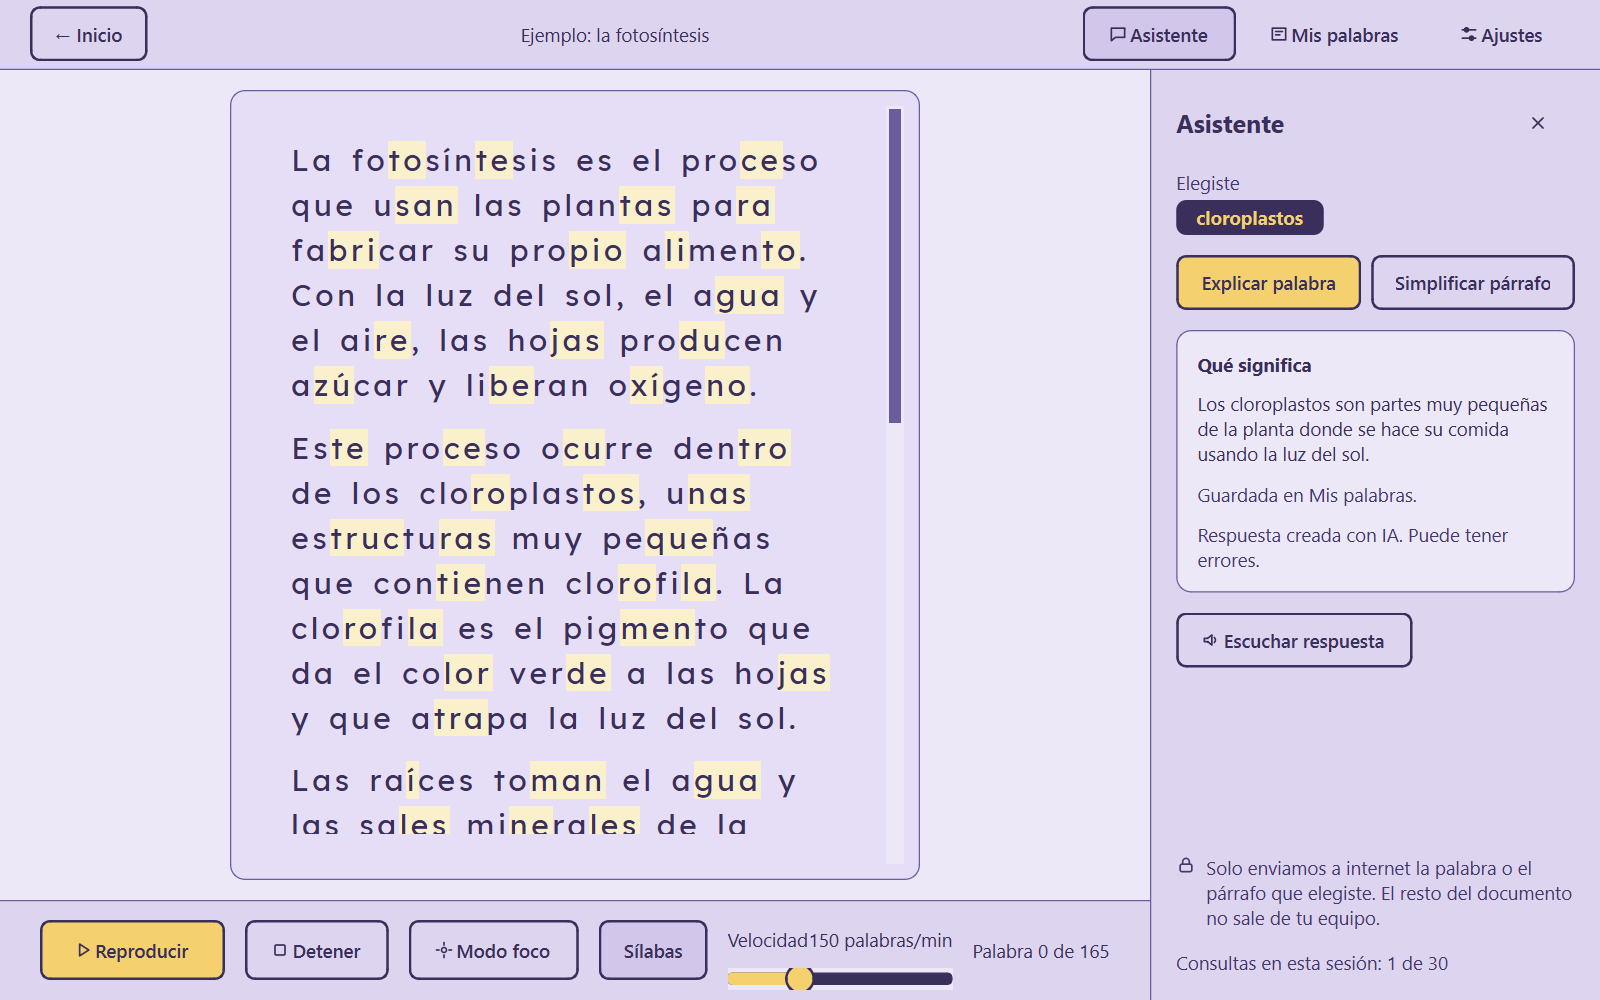 ← Inicio
Ejemplo: la fotosíntesis
Asistente
Mis palabras
Ajustes
La fotosíntesis es el proceso
que usan las plantas para
fabricar su propio alimento.
Con la luz del sol, el agua y
el aire, las hojas producen
azúcar y liberan oxígeno.
Este proceso ocurre dentro
de los cloroplastos, unas
estructuras muy pequeñas
que contienen clorofila. La
clorofila es el pigmento que
da el color verde a las hojas
y que atrapa la luz del sol.
Las raíces toman el agua y
las sales minerales de la
Reproducir
Detener
Modo foco
Sílabas
Velocidad150 palabras/min
Palabra 0 de 165
Asistente
Elegiste
cloroplastos
Explicar palabra
Simplificar párrafo
Qué significa
Los cloroplastos son partes muy pequeñas
de la planta donde se hace su comida
usando la luz del sol.
Guardada en Mis palabras.
Respuesta creada con IA. Puede tener
errores.
Escuchar respuesta
Solo enviamos a internet la palabra o el
párrafo que elegiste. El resto del documento
no sale de tu equipo.
Consultas en esta sesión: 1 de 30